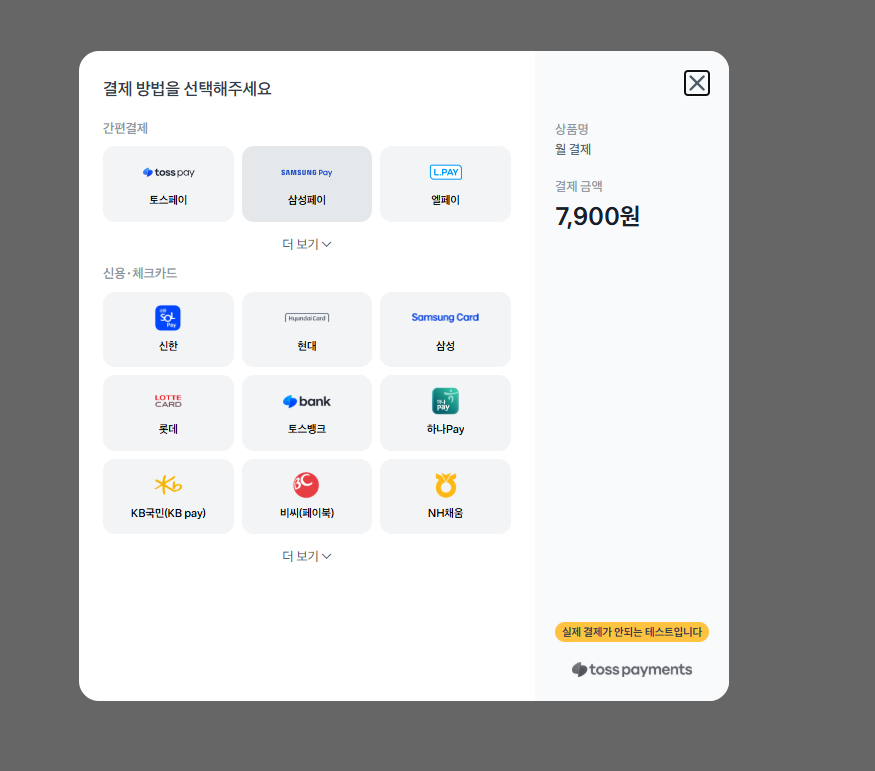 결제 방법을 선택해주세요
간편결제
toss pay
토스페이
SAMSUNG Pay
삼성페이
L.PAY
엘페이
더 보기
신용·체크카드
신한
SOL
Pay
신한
Hyundai Card
현대
Samsung Card
삼성
LOTTE
CARD
롯데
bank
토스뱅크
하나
pay
하나Pay
Kb
KB국민(KB pay)
BC
비씨(페이북)
NH채움
더 보기
상품명
월 결제
결제 금액
7,900원
실제 결제가 안되는 테스트입니다
toss payments